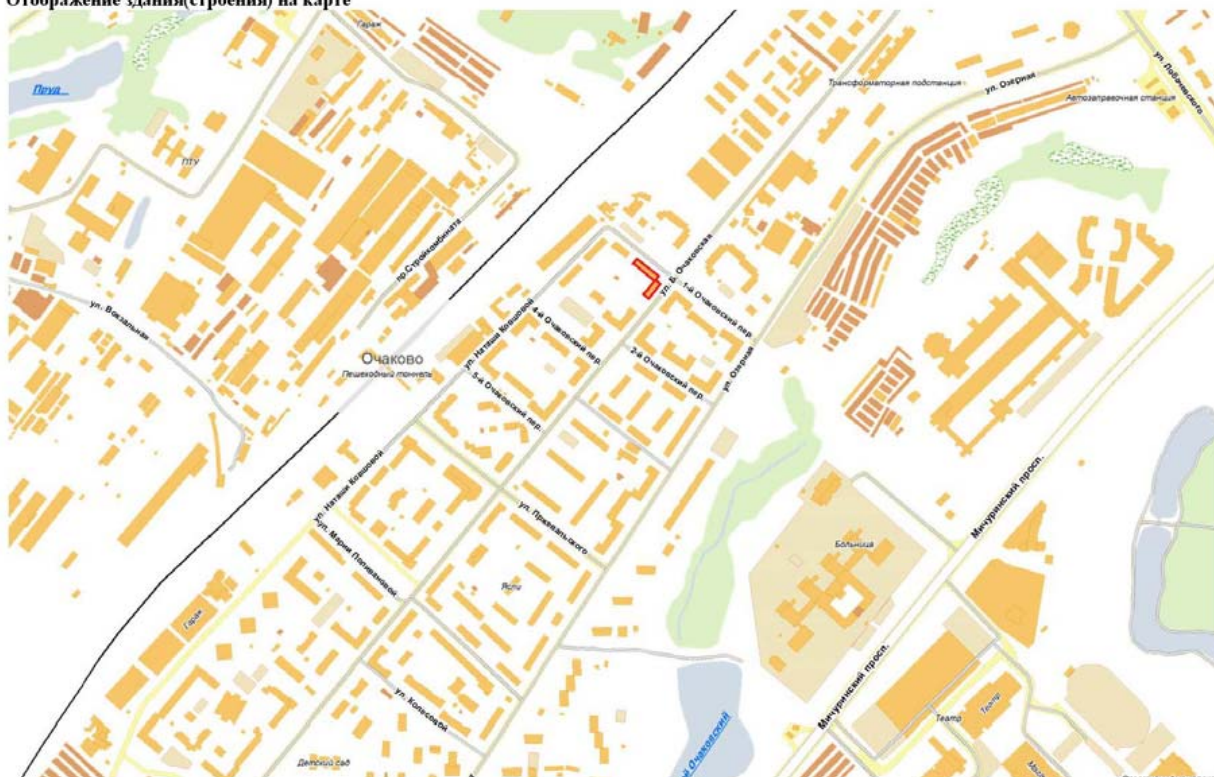 Отображение здания(строения) на карте
Гараж
ул. Лобачевского
Пруд
Трансформаторная подстанция
ул. Озерная
Автозаправочная станция
ПТУ
пр.Стройкомбината
ул. Б. Очаковская
1-й Очаковский пер.
ул. Вокзальная
4-й Очаковский пер.
ул. Наташи Ковшовой
Очаково
Пешеходный тоннель
2-й Очаковский пер.
ул. Озерная
5-й Очаковский пер.
ул. Наташи Ковшовой
Мичуринский просп.
ул. Пржевальского
ул. Марии Поливановой
Больница
Ясли
Гараж
ул. Колесовой
Мичуринский просп.
Очаковский
Театр
Театр
Детский сад